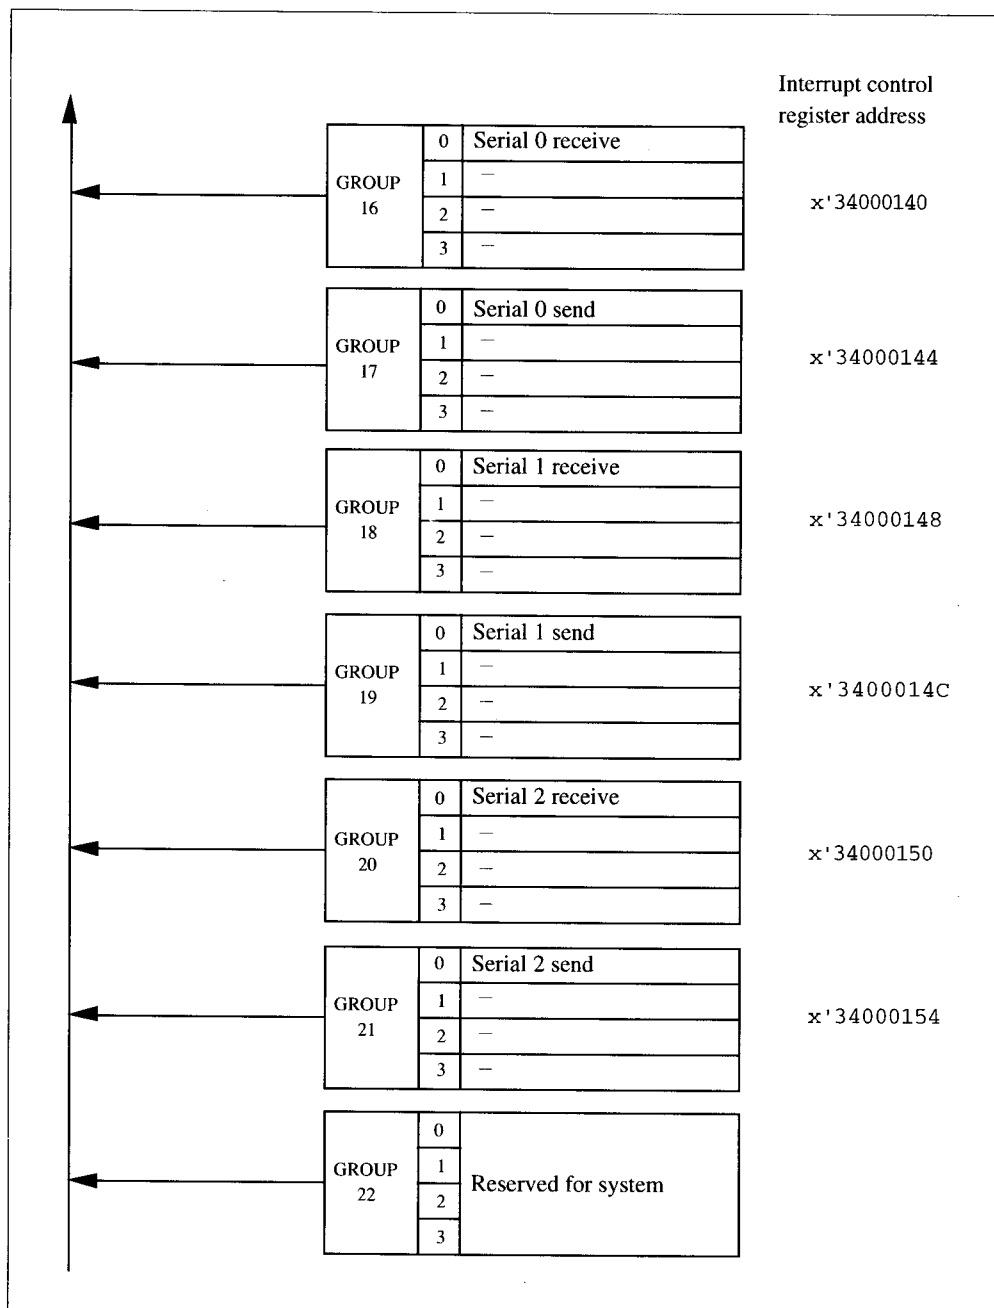 Interrupt control
register address
0 Serial 0 receive
GROUP
16
1 –
2 –
3 –
x'34000140
0 Serial 0 send
GROUP
17
1 –
2 –
3 –
x'34000144
0 Serial 1 receive
GROUP
18
1 –
2 –
3 –
x'34000148
0 Serial 1 send
GROUP
19
1 –
2 –
3 –
x'3400014C
0 Serial 2 receive
GROUP
20
1 –
2 –
3 –
x'34000150
0 Serial 2 send
GROUP
21
1 –
2 –
3 –
x'34000154
GROUP
22
0
1
2
3
Reserved for system